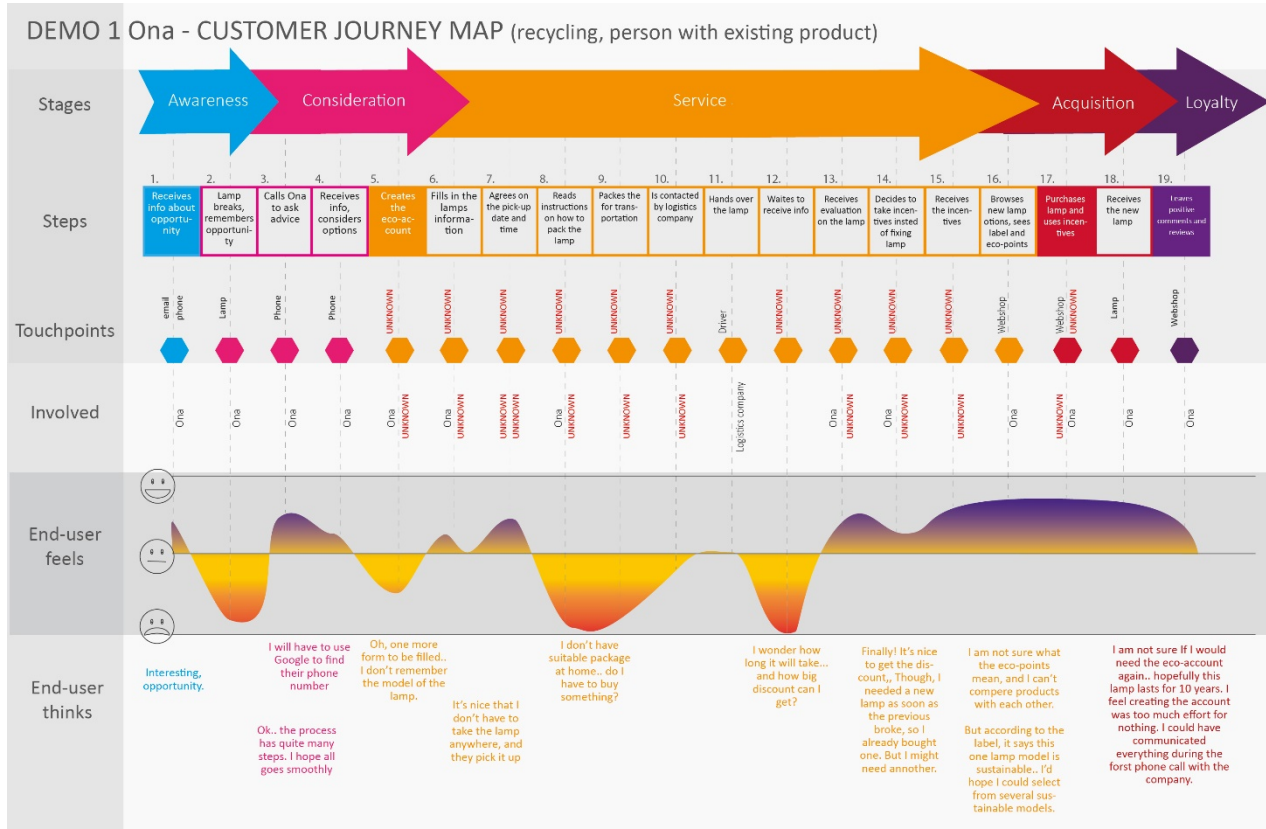 DEMO 1 Ona - CUSTOMER JOURNEY MAP (recycling, person with existing product)
Stages
Awareness
Consideration
Service
Acquisition
Loyalty
Steps
1.
Receives
info about
opportu-
nity
2.
Lamp
breaks,
remembers
opportuni-
ty
3.
Calls Ona
to ask
advice
4.
Receives
info,
considers
options
5.
Creates
the
eco-ac-
count
6.
Fills in the
lamps
informa-
tion
7.
Agrees on
the pick-up
date and
time
8.
Reads
instructions
on how to
pack the
lamp
9.
Packes the
for trans-
portation
10.
Is contacted
by logistics
company
11.
Hands over
the lamp
12.
Waites to
receive info
13.
Receives
evaluation
on the lamp
14.
Decides to
take incen-
tives insted
of fixing
lamp
15.
Receives
the incen-
tives
16.
Browses
new lamp
otions, sees
label and
eco-points
17.
Purchases
lamp and
uses incen-
tives
18.
Receives
the new
lamp
19.
Leaves
positive
comments and
reviews
Touchpoints
email
phone
Lamp
Phone
Phone
UNKNOWN
UNKNOWN
UNKNOWN
UNKNOWN
UNKNOWN
UNKNOWN
Driver
UNKNOWN
UNKNOWN
UNKNOWN
UNKNOWN
Webshop
Webshop
UNKNOWN
Lamp
Webshop
Involved
Ona
Ona
Ona
Ona
Ona
UNKNOWN
Ona
UNKNOWN
UNKNOWN
UNKNOWN
Ona
UNKNOWN
UNKNOWN
UNKNOWN
Logistics company
Ona
UNKNOWN
Ona
UNKNOWN
UNKNOWN
Ona
UNKNOWN
Ona
Ona
Ona
End-user
feels
End-user
thinks
Interesting,
opportunity.
I will have to use
Google to find
their phone
number
Ok.. the process
has quite many
steps. I hope all
goes smoothly
Oh, one more
form to be filled..
I don't remember
the model of the
lamp.
It's nice that I
don't have to
take the lamp
anywhere, and
they pick it up
I don't have
suitable package
at home.. do I
have to buy
something?
I wonder how
long it will take...
and how big
discount can I
get?
Finally! It's nice
to get the dis-
count,, Though, I
needed a new
lamp as soon as
the previous
broke, so I
already bought
one. But I might
need annother.
I am not sure what
the eco-points
mean, and I can't
compere products
with each other.
But according to the
label, it says this
one lamp model is
sustainable.. I'd
hope I could select
from several sus-
tainable models.
I am not sure If I would
need the eco-account
again.. hopefully this
lamp lasts for 10 years. I
feel creating the account
was too much effort for
nothing. I could have
communicated
everything during the
forst phone call with the
company.